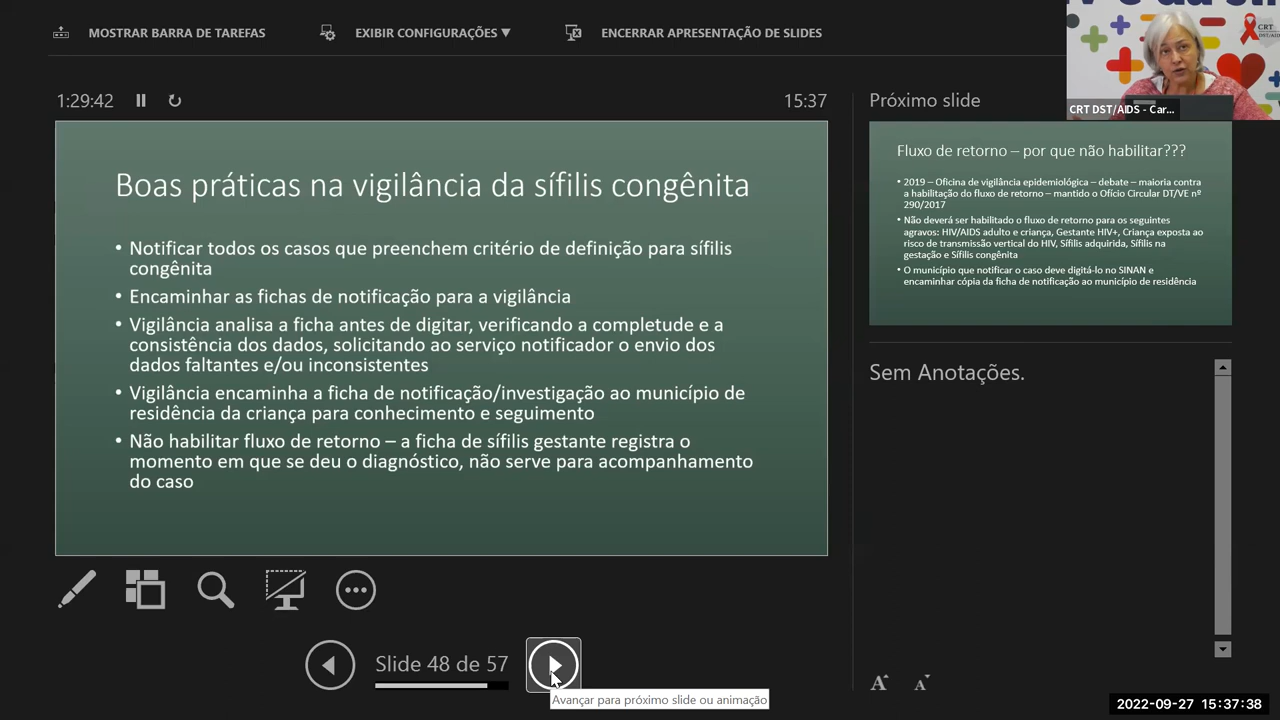 MOSTRAR BARRA DE TAREFAS
EXIBIR CONFIGURAÇÕES ▼
ENCERRAR APRESENTAÇÃO DE SLIDES
CRT
DST/AIDS
CRT DST/AIDS - Car...
1:29:42
15:37
Próximo slide
Boas práticas na vigilância da sífilis congênita
• Notificar todos os casos que preenchem critério de definição para sífilis
congênita
• Encaminhar as fichas de notificação para a vigilância
• Vigilância analisa a ficha antes de digitar, verificando a completude e a
consistência dos dados, solicitando ao serviço notificador o envio dos
dados faltantes e/ou inconsistentes
• Vigilância encaminha a ficha de notificação/investigação ao município de
residência da criança para conhecimento e seguimento
• Não habilitar fluxo de retorno – a ficha de sífilis gestante registra o
momento em que se deu o diagnóstico, não serve para acompanhamento
do caso
Fluxo de retorno – por que não habilitar???
• 2019 – Oficina de vigilância epidemiológica – debate – maioria contra
a habilitação do fluxo de retorno – mantido o Ofício Circular DT/VE nº
290/2017
• Não deverá ser habilitado o fluxo de retorno para os seguintes
agravos: HIV/AIDS adulto e criança, Gestante HIV+, Criança exposta ao
risco de transmissão vertical do HIV, Sífilis adquirida, Sífilis na
gestação e Sífilis congênita
• O município que notificar o caso deve digitá-lo no SINAN e
encaminhar cópia da ficha de notificação ao município de residência
Sem Anotações.
Slide 48 de 57
Avançar para próximo slide ou animação
A A
2022-09-27 15:37:38